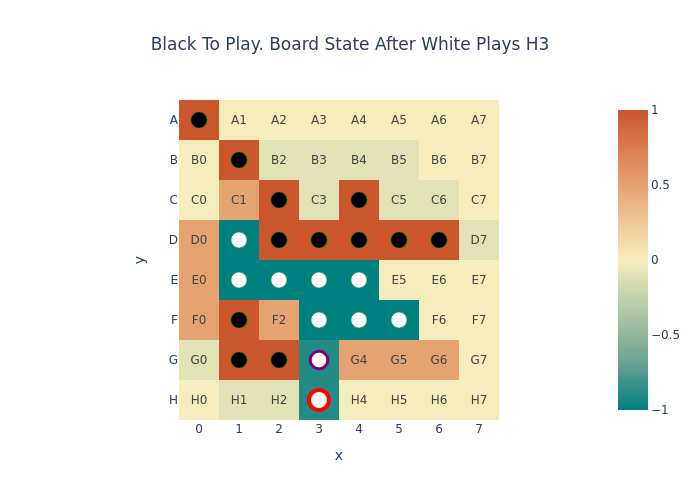 Black To Play. Board State After White Plays H3
A A1 A2 A3 A4 A5 A6 A7
B B0 B2 B3 B4 B5 B6 B7
C C0 C1 C3 C5 C6 C7
D D0 D7
E E0 E5 E6 E7
F F0 F2 F6 F7
G G0 G4 G5 G6 G7
H H0 H1 H2 H4 H5 H6 H7
0 1 2 3 4 5 6 7
x
y
1
0.5
0
−0.5
−1